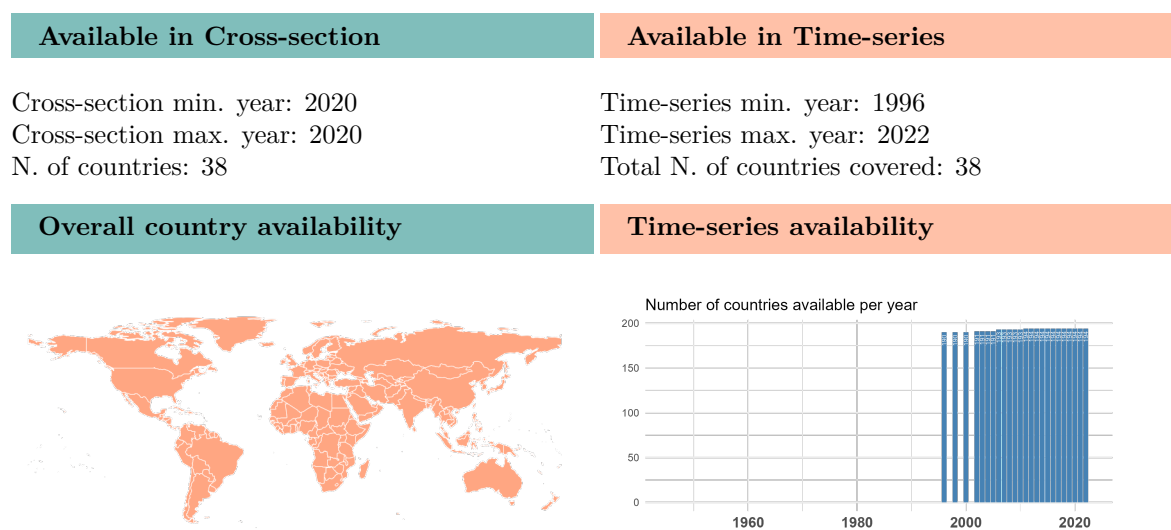 Available in Cross-section
Available in Time-series
Cross-section min. year: 2020
Cross-section max. year: 2020
N. of countries: 38
Time-series min. year: 1996
Time-series max. year: 2022
Total N. of countries covered: 38
Overall country availability
Time-series availability
Number of countries available per year
200
150
100
50
0
1960
1980
2000
2020